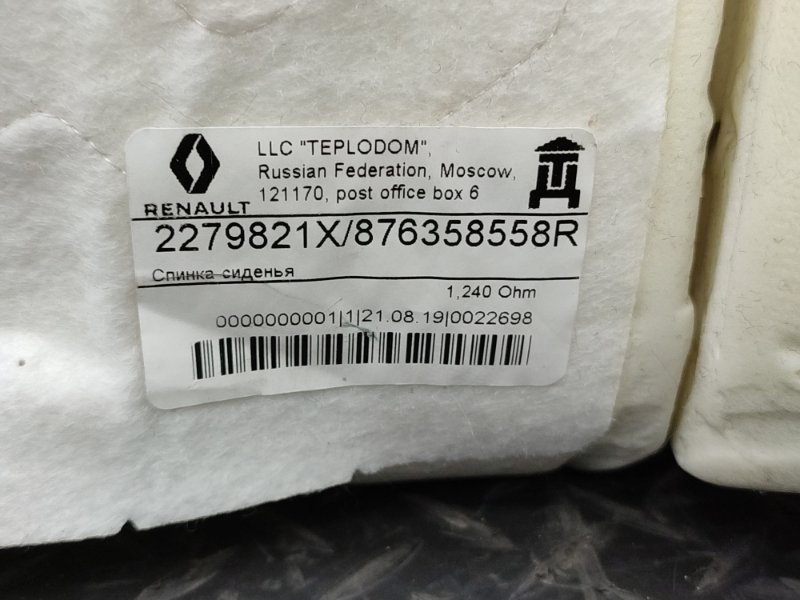 LLC "TEPLODOM",
Russian Federation, Moscow,
121170, post office box 6
RENAULT
2279821X/876358558R
Спинка сиденья
1,240 Ohm
0000000001|1|21.08.19|0022698